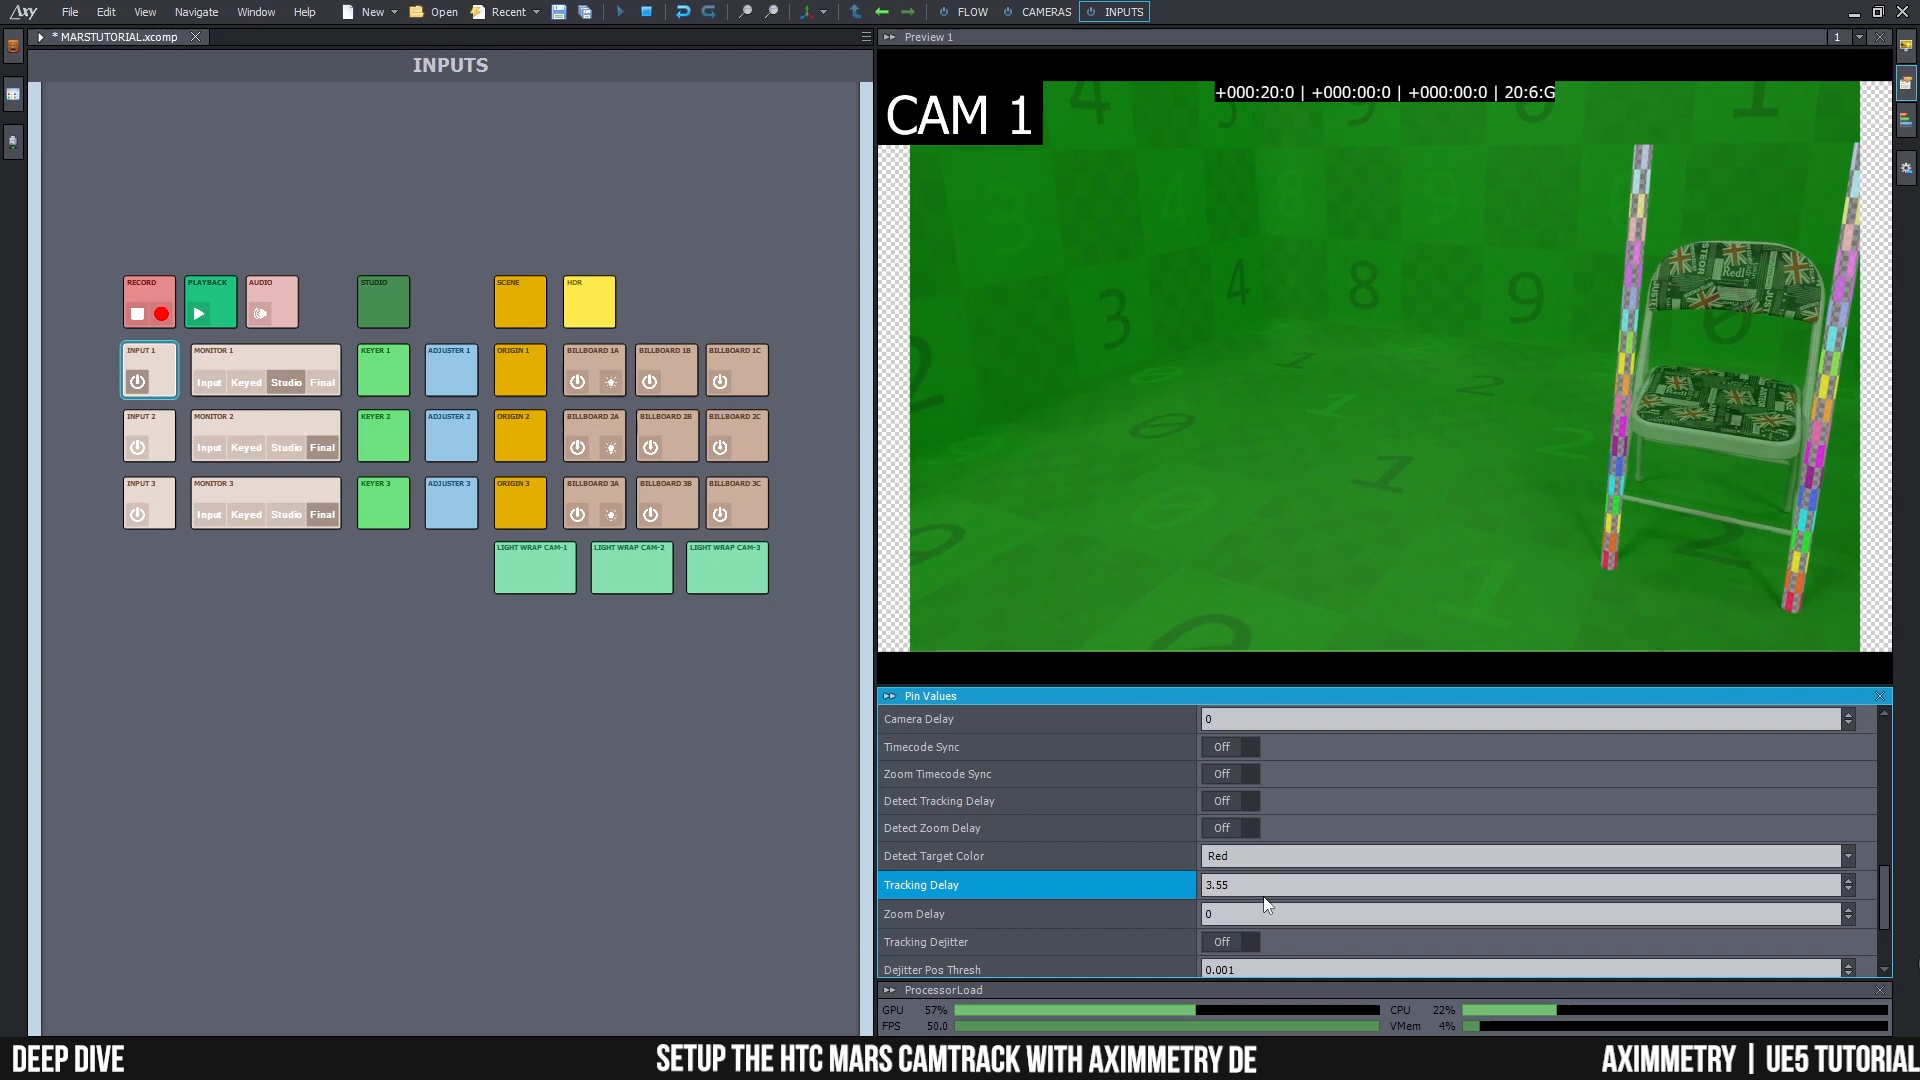 Axy File Edit View Navigate Window Help New Open Recent FLOW CAMERAS INPUTS
* MARSTUTORIAL.xcomp
Preview 1
1
INPUTS
CAM 1
+000:20:0 | +000:00:0 | +000:00:0 | 20:6:G
RECORD PLAYBACK AUDIO STUDIO SCENE HDR
INPUT 1 MONITOR 1 KEYER 1 ADJUSTER 1 ORIGIN 1 BILLBOARD 1A BILLBOARD 1B BILLBOARD 1C
Input Keyed Studio Final
INPUT 2 MONITOR 2 KEYER 2 ADJUSTER 2 ORIGIN 2 BILLBOARD 2A BILLBOARD 2B BILLBOARD 2C
Input Keyed Studio Final
INPUT 3 MONITOR 3 KEYER 3 ADJUSTER 3 ORIGIN 3 BILLBOARD 3A BILLBOARD 3B BILLBOARD 3C
Input Keyed Studio Final
LIGHT WRAP CAM-1 LIGHT WRAP CAM-2 LIGHT WRAP CAM-3
Pin Values
Camera Delay 0
Timecode Sync Off
Zoom Timecode Sync Off
Detect Tracking Delay Off
Detect Zoom Delay Off
Detect Target Color Red
Tracking Delay 3.55
Zoom Delay 0
Tracking Dejitter Off
Dejitter Pos Thresh 0.001
ProcessorLoad
GPU 57% CPU 22%
FPS 50.0 VMem 4%
DEEP DIVE SETUP THE HTC MARS CAMTRACK WITH AXIMMETRY DE AXIMMETRY | UE5 TUTORIAL